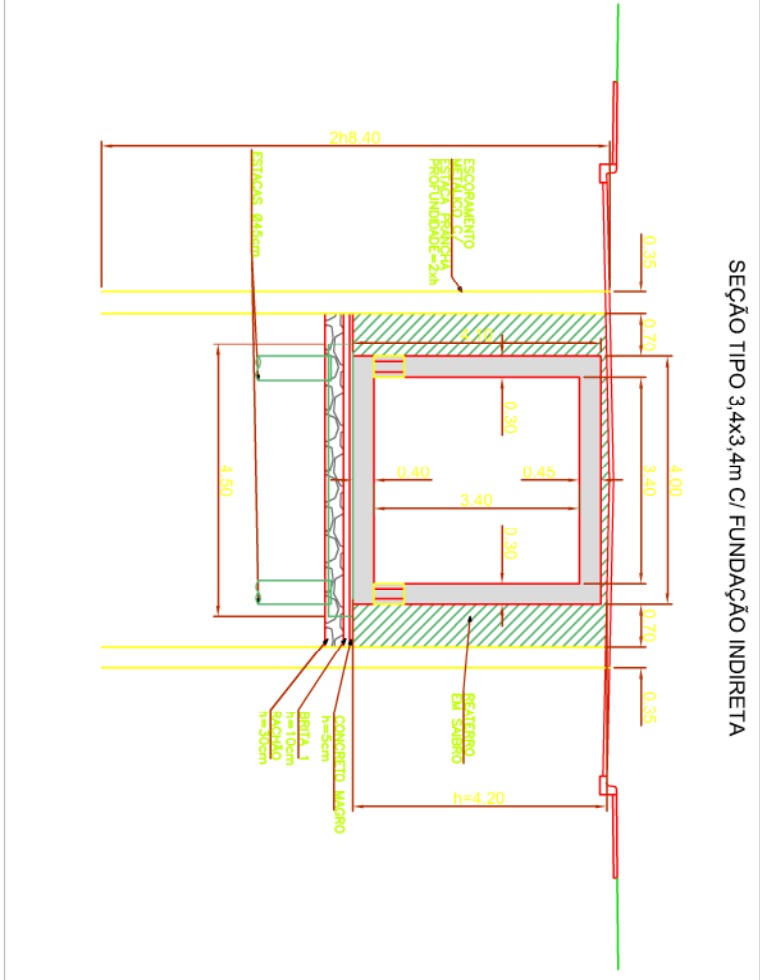 SEÇÃO TIPO 3,4x3,4m C/ FUNDAÇÃO INDIRETA
0.35
0.70
4.00
3.40
0.70
0.35
2h8.40
ESCORAMENTO
METÁLICO C/
ESTACA PRANCHA
PROFUNDIDADE=2xh
ESTACAS Ø45cm
4.10
0.30
0.45
0.40
3.40
0.30
4.50
REATERRO
EM SAIBRO
h=4.20
CONCRETO MAGRO
h=5cm
BRITA 1
h=10cm
RACHÃO
h=30cm